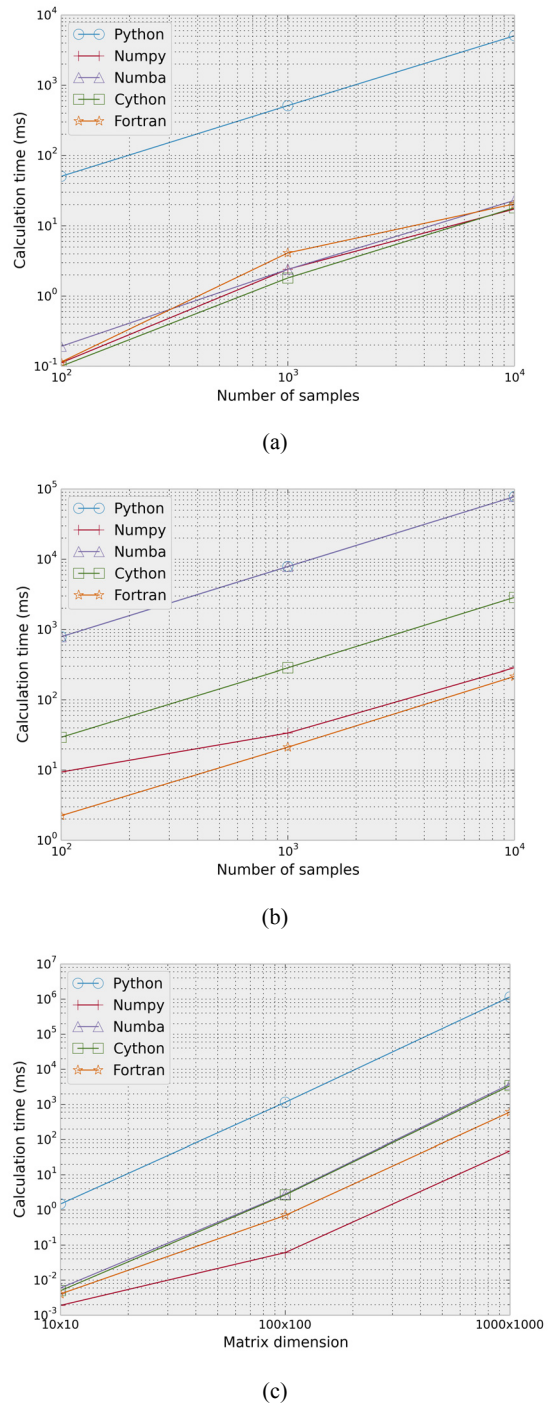 10^4
10^3
10^2
10^1
10^0
10^-1
Calculation time (ms)
Python
Numpy
Numba
Cython
Fortran
10^2
10^3
10^4
Number of samples
(a)
10^5
10^4
10^3
10^2
10^1
10^0
Calculation time (ms)
Python
Numpy
Numba
Cython
Fortran
10^2
10^3
10^4
Number of samples
(b)
10^7
10^6
10^5
10^4
10^3
10^2
10^1
10^0
10^-1
10^-2
10^-3
Calculation time (ms)
Python
Numpy
Numba
Cython
Fortran
10x10
100x100
1000x1000
Matrix dimension
(c)